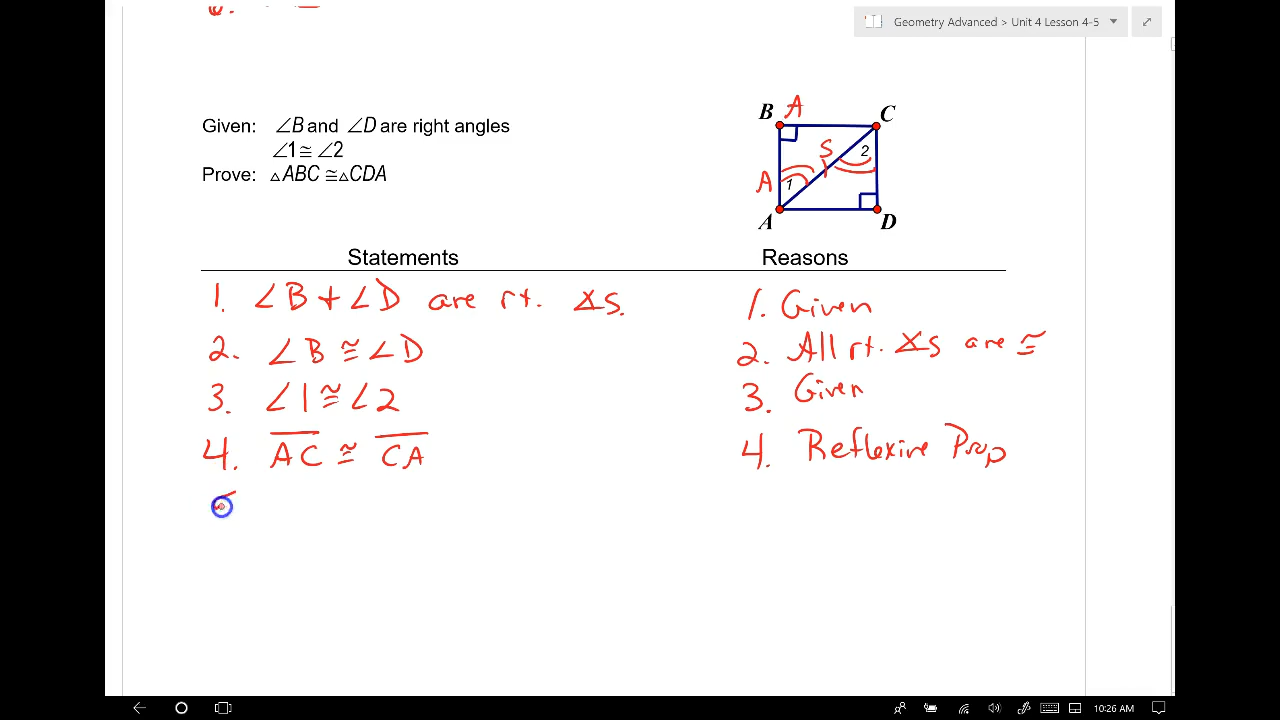 6.
Geometry Advanced > Unit 4 Lesson 4-5
Given: ∠B and ∠D are right angles
∠1 ≅ ∠2
Prove: △ABC ≅ △CDA
B A C
S 2
A 1
A D
Statements Reasons
1. ∠B + ∠D are rt. ∡s. 1. Given
2. ∠B ≅ ∠D 2. All rt. ∡s are ≅
3. ∠1 ≅ ∠2 3. Given
4. AC ≅ CA 4. Reflexive Prop
10:26 AM